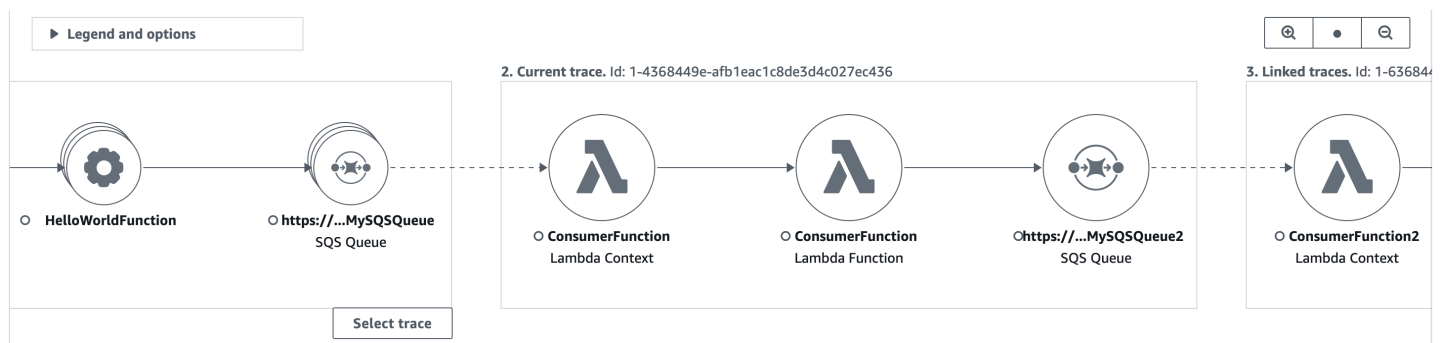 Legend and options
2. Current trace. Id: 1-4368449e-afb1eac1c8de3d4c027ec436
3. Linked traces. Id: 1-636844
HelloWorldFunction
https://...MySQSQueue
SQS Queue
ConsumerFunction
Lambda Context
ConsumerFunction
Lambda Function
https://...MySQSQueue2
SQS Queue
ConsumerFunction2
Lambda Context
Select trace